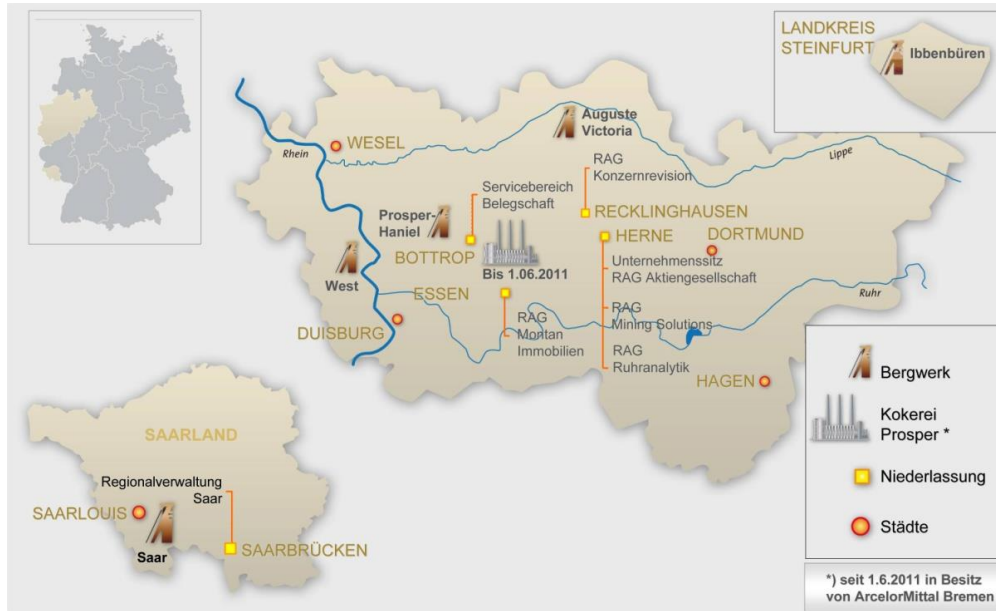 LANDKREIS
STEINFURT
Ibbenbüren
Auguste
Victoria
WESEL
Rhein
Lippe
RAG
Konzernrevision
Servicebereich
Belegschaft
Prosper-
Haniel
RECKLINGHAUSEN
HERNE
DORTMUND
BOTTROP
Bis 1.06.2011
Unternehmenssitz
RAG Aktiengesellschaft
West
ESSEN
Ruhr
RAG
Mining Solutions
DUISBURG
RAG
Montan
Immobilien
RAG
Ruhranalytik
HAGEN
Bergwerk
Kokerei
Prosper *
Niederlassung
Städte
SAARLAND
Regionalverwaltung
Saar
SAARLOUIS
Saar
SAARBRÜCKEN
*) seit 1.6.2011 in Besitz
von ArcelorMittal Bremen